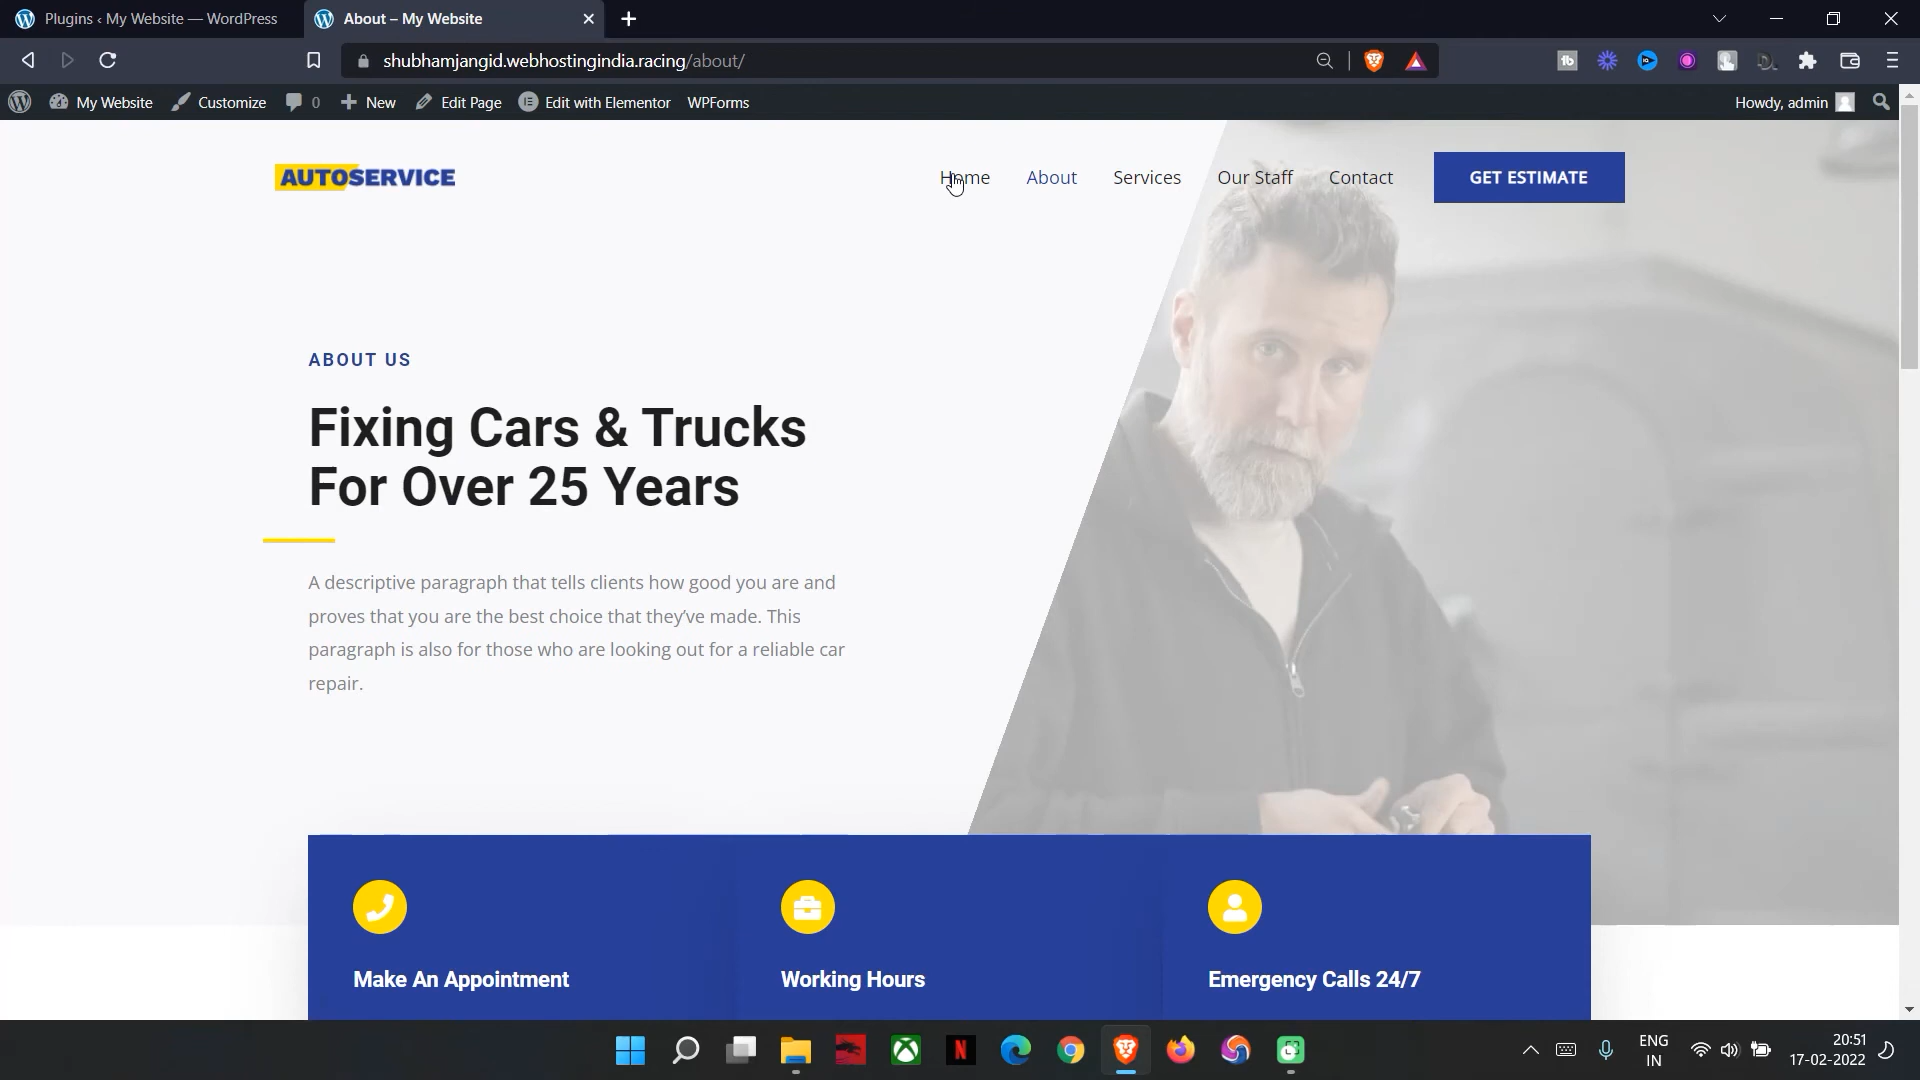 Plugins ‹ My Website — WordPress
About – My Website
shubhamjangid.webhostingindia.racing/about/
My Website
Customize
0
New
Edit Page
Edit with Elementor
WPForms
Howdy, admin
AUTOSERVICE
Home
About
Services
Our Staff
Contact
GET ESTIMATE
ABOUT US
Fixing Cars & Trucks
For Over 25 Years
A descriptive paragraph that tells clients how good you are and
proves that you are the best choice that they’ve made. This
paragraph is also for those who are looking out for a reliable car
repair.
Make An Appointment
Working Hours
Emergency Calls 24/7
ENG
IN
20:51
17-02-2022